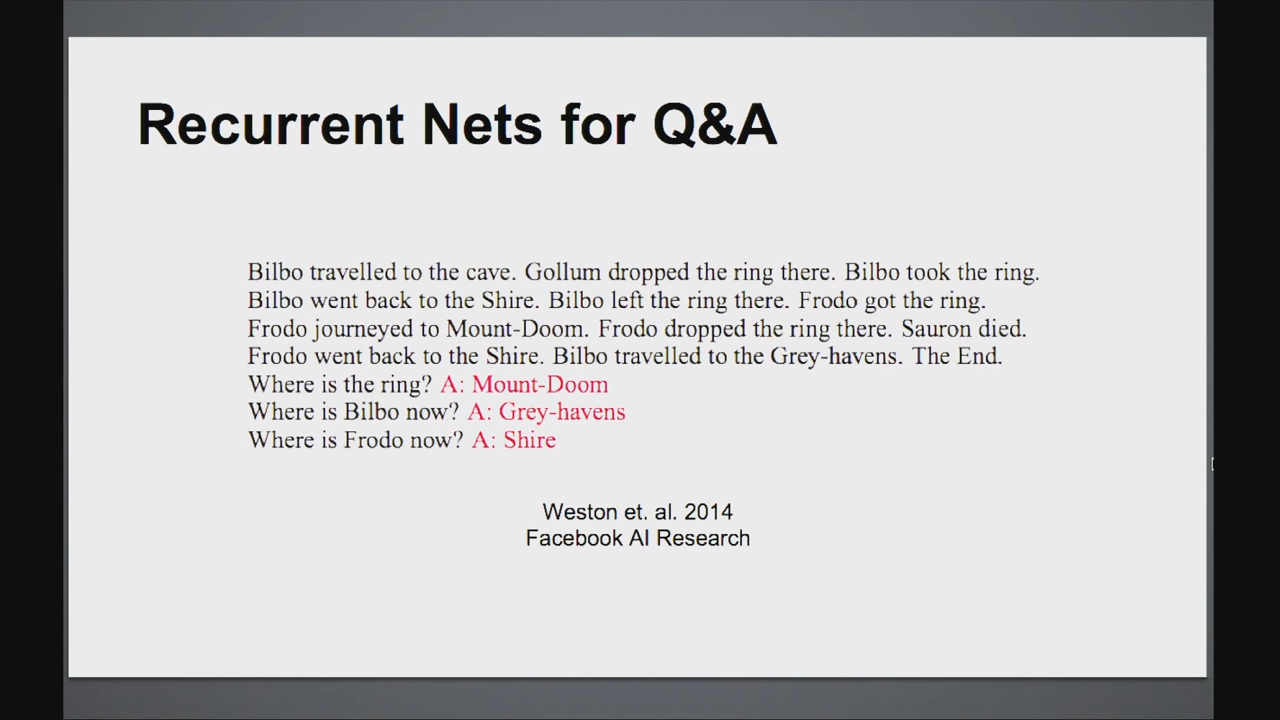 Recurrent Nets for Q&A
Bilbo travelled to the cave. Gollum dropped the ring there. Bilbo took the ring.
Bilbo went back to the Shire. Bilbo left the ring there. Frodo got the ring.
Frodo journeyed to Mount-Doom. Frodo dropped the ring there. Sauron died.
Frodo went back to the Shire. Bilbo travelled to the Grey-havens. The End.
Where is the ring? A: Mount-Doom
Where is Bilbo now? A: Grey-havens
Where is Frodo now? A: Shire
Weston et. al. 2014
Facebook AI Research